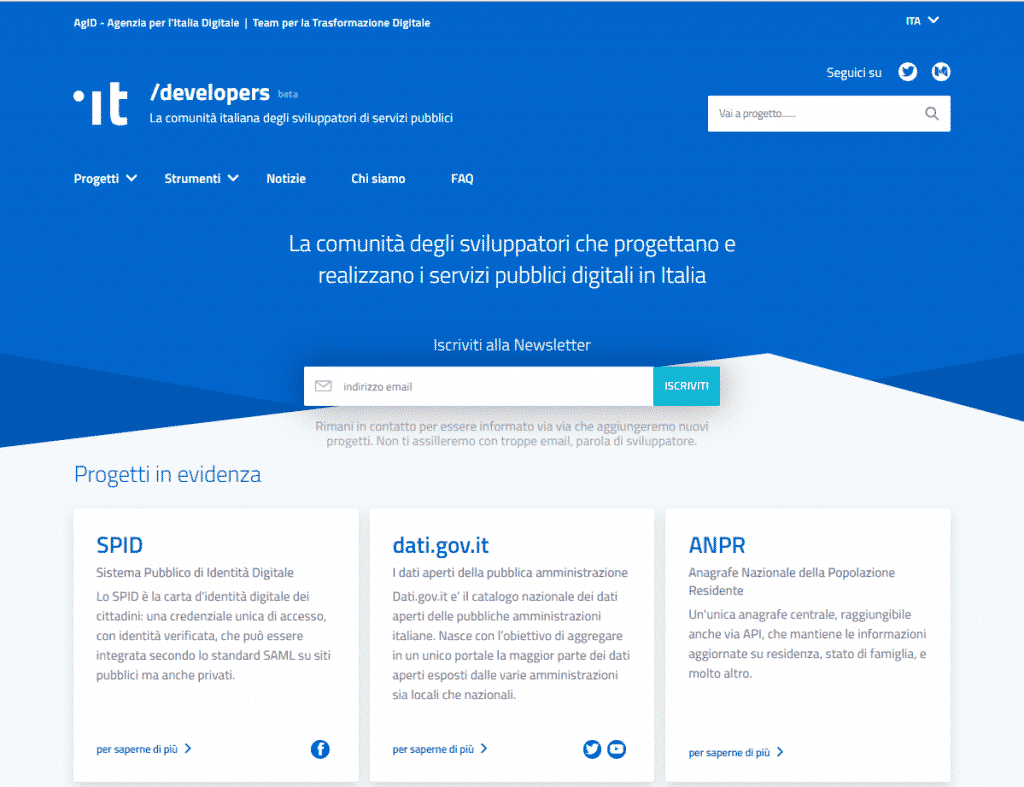 AgID - Agenzia per l'Italia Digitale | Team per la Trasformazione Digitale
ITA
Seguici su
.it
/developers beta
La comunità italiana degli sviluppatori di servizi pubblici
Vai a progetto......
Progetti
Strumenti
Notizie
Chi siamo
FAQ
La comunità degli sviluppatori che progettano e
realizzano i servizi pubblici digitali in Italia
Iscriviti alla Newsletter
indirizzo email
ISCRIVITI
Rimani in contatto per essere informato via via che aggiungeremo nuovi
progetti. Non ti assilleremo con troppe email, parola di sviluppatore.
Progetti in evidenza
SPID
Sistema Pubblico di Identità Digitale
Lo SPID è la carta d'identità digitale dei
cittadini: una credenziale unica di accesso,
con identità verificata, che può essere
integrata secondo lo standard SAML su siti
pubblici ma anche privati.
per saperne di più
dati.gov.it
I dati aperti della pubblica amministrazione
Dati.gov.it e' il catalogo nazionale dei dati
aperti delle pubbliche amministrazioni
italiane. Nasce con l'obiettivo di aggregare
in un unico portale la maggior parte dei dati
aperti esposti dalle varie amministrazioni
sia locali che nazionali.
per saperne di più
ANPR
Anagrafe Nazionale della Popolazione
Residente
Un'unica anagrafe centrale, raggiungibile
anche via API, che mantiene le informazioni
aggiornate su residenza, stato di famiglia, e
molto altro.
per saperne di più